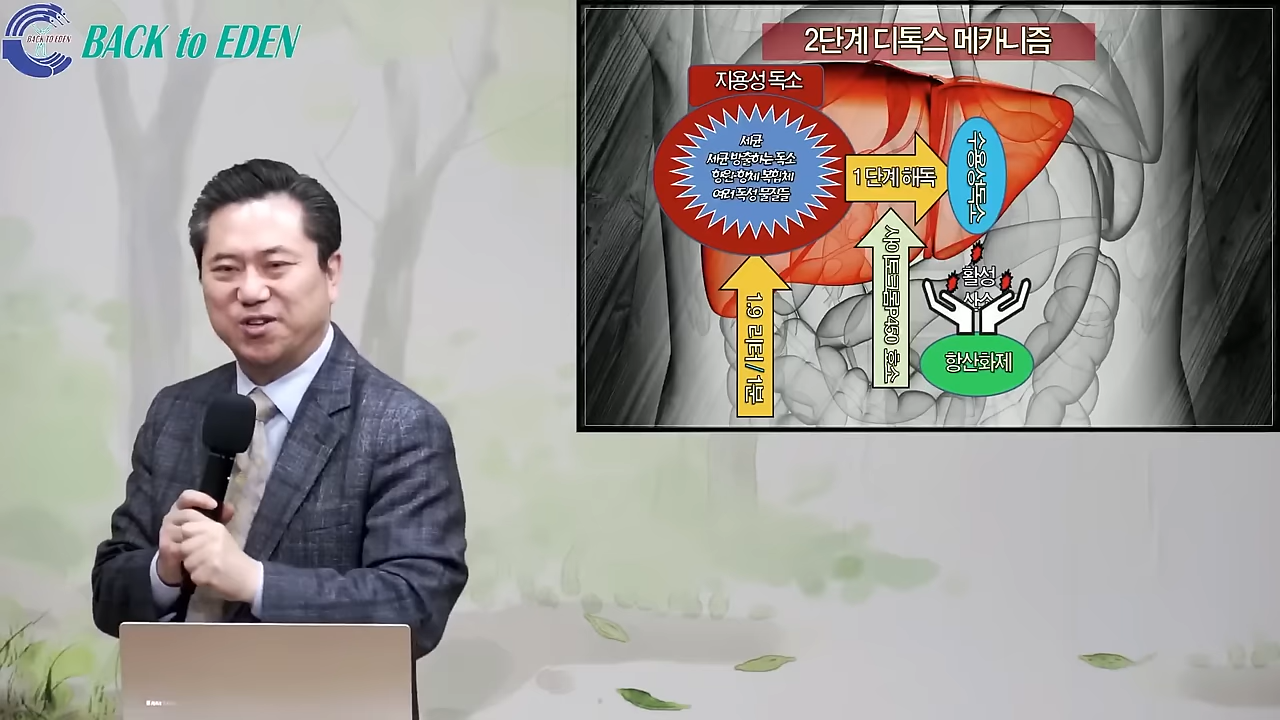 BACK TO EDEN
BACK to EDEN
2단계 디톡스 메카니즘
지용성 독소
세균
세균 방출하는 독소
항원-항체 복합체
여러 독성 물질들
1 단계 해독
수용성독소
1.9 리터/1분
사이토크롬P450 효소
활성
산소
항산화제